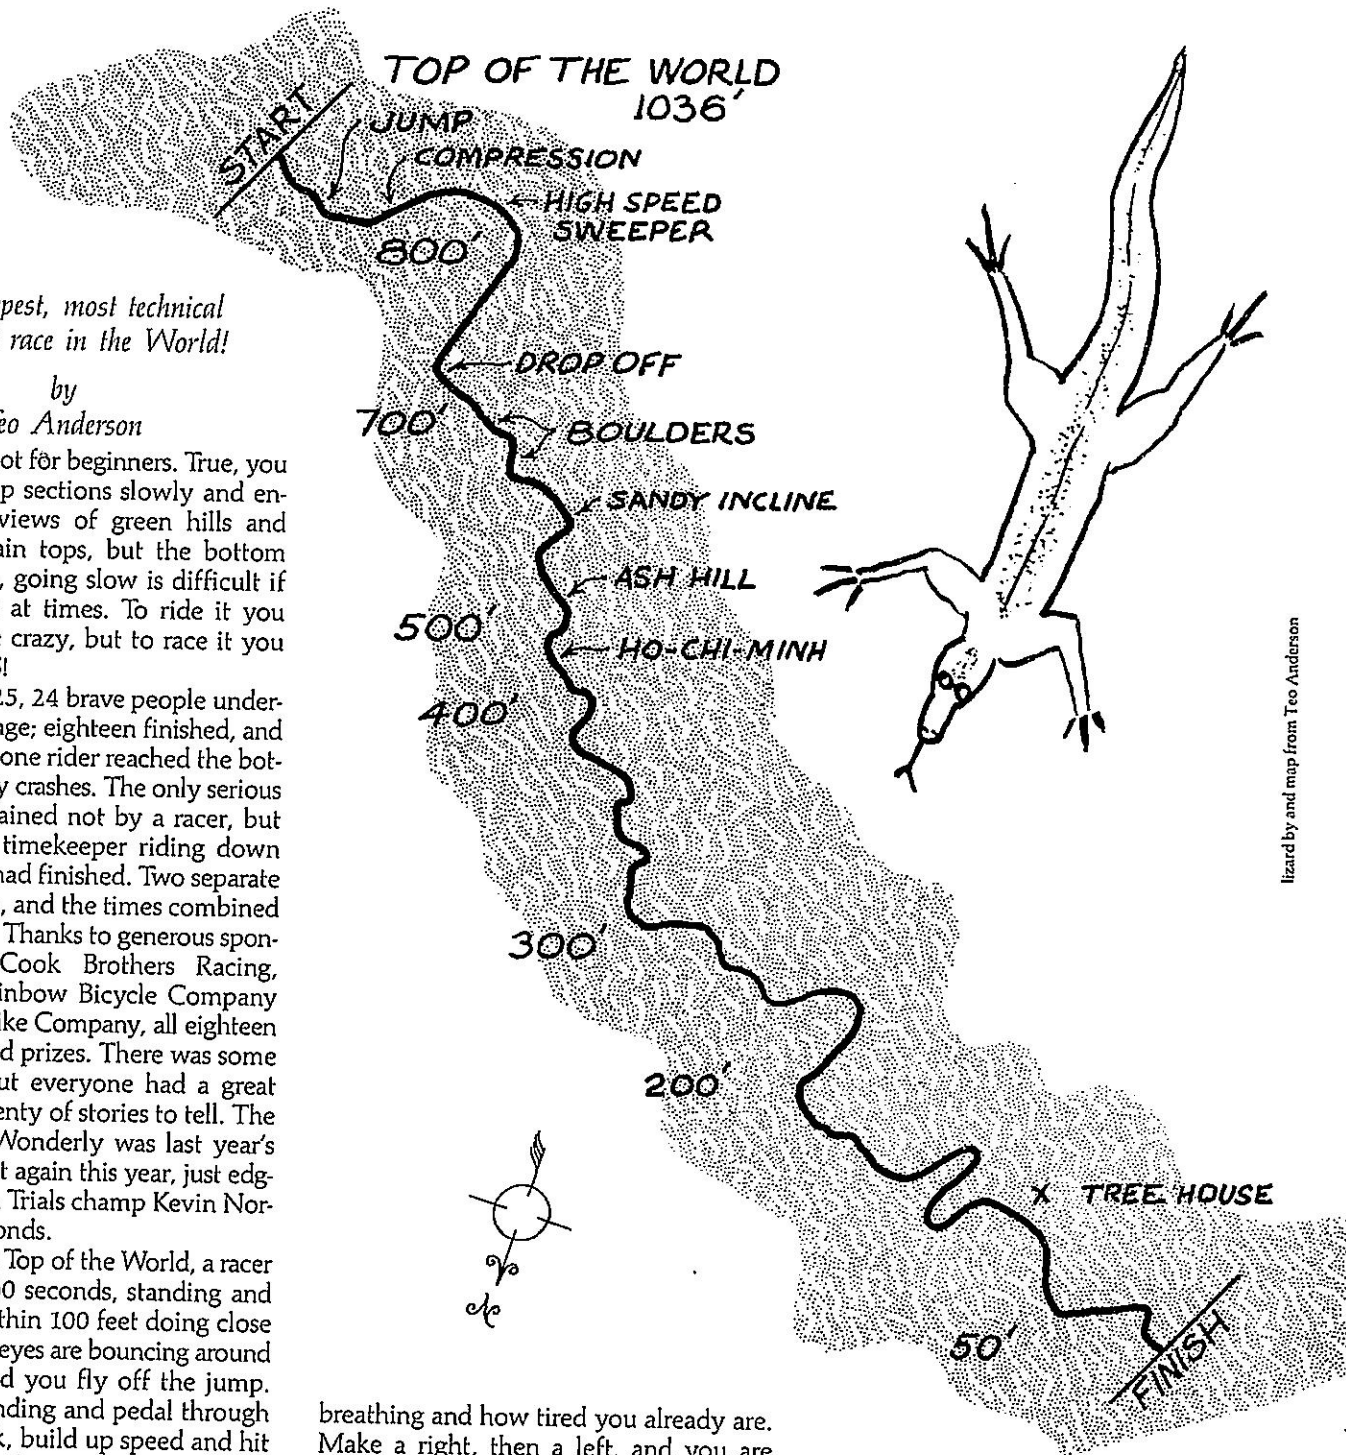 TOP OF THE WORLD
1036'
START
JUMP
COMPRESSION
HIGH SPEED
SWEEPER
800'
DROP OFF
700'
BOULDERS
SANDY INCLINE
ASH HILL
500'
HO-CHI-MINH
400'
300'
200'
X TREE HOUSE
50'
FINISH
lizard by and map from Teo Anderson
pest, most technical
race in the World!
by
eo Anderson
ot for beginners. True, you
p sections slowly and en-
views of green hills and
ain tops, but the bottom
, going slow is difficult if
at times. To ride it you
e crazy, but to race it you
!
25, 24 brave people under-
nge; eighteen finished, and
one rider reached the bot-
y crashes. The only serious
ained not by a racer, but
timekeeper riding down
had finished. Two separate
, and the times combined
Thanks to generous spon-
Cook Brothers Racing,
inbow Bicycle Company
ike Company, all eighteen
d prizes. There was some
ut everyone had a great
enty of stories to tell. The
Wonderly was last year's
t again this year, just edg-
Trials champ Kevin Nor-
onds.
Top of the World, a racer
0 seconds, standing and
thin 100 feet doing close
eyes are bouncing around
d you fly off the jump.
nding and pedal through
k, build up speed and hit
breathing and how tired you already are.
Make a right, then a left, and you are